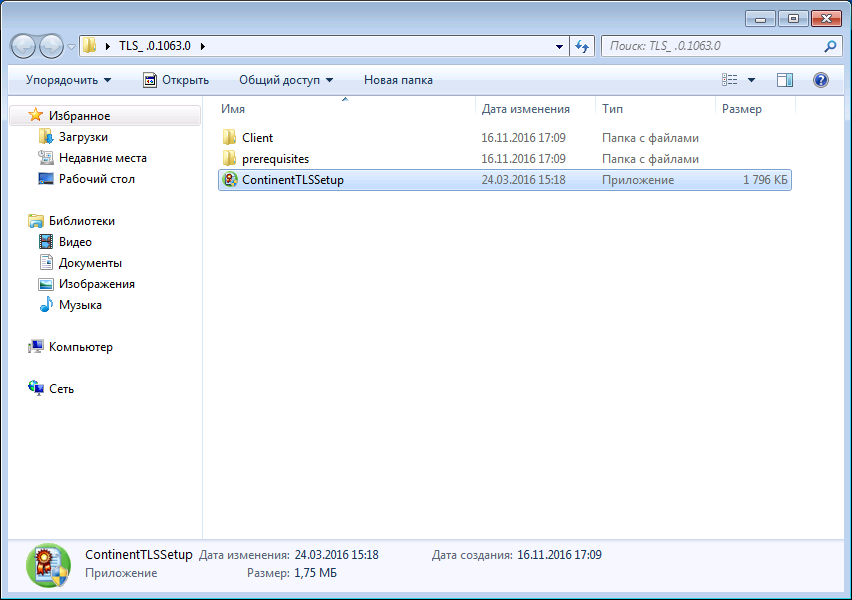 TLS_ .0.1063.0
Поиск: TLS_ .0.1063.0
Упорядочить Открыть Общий доступ Новая папка
Избранное
Загрузки
Недавние места
Рабочий стол
Библиотеки
Видео
Документы
Изображения
Музыка
Компьютер
Сеть
Имя Дата изменения Тип Размер
Client 16.11.2016 17:09 Папка с файлами
prerequisites 16.11.2016 17:09 Папка с файлами
ContinentTLSSetup 24.03.2016 15:18 Приложение 1 796 КБ
ContinentTLSSetup Дата изменения: 24.03.2016 15:18 Дата создания: 16.11.2016 17:09
Приложение Размер: 1,75 МБ